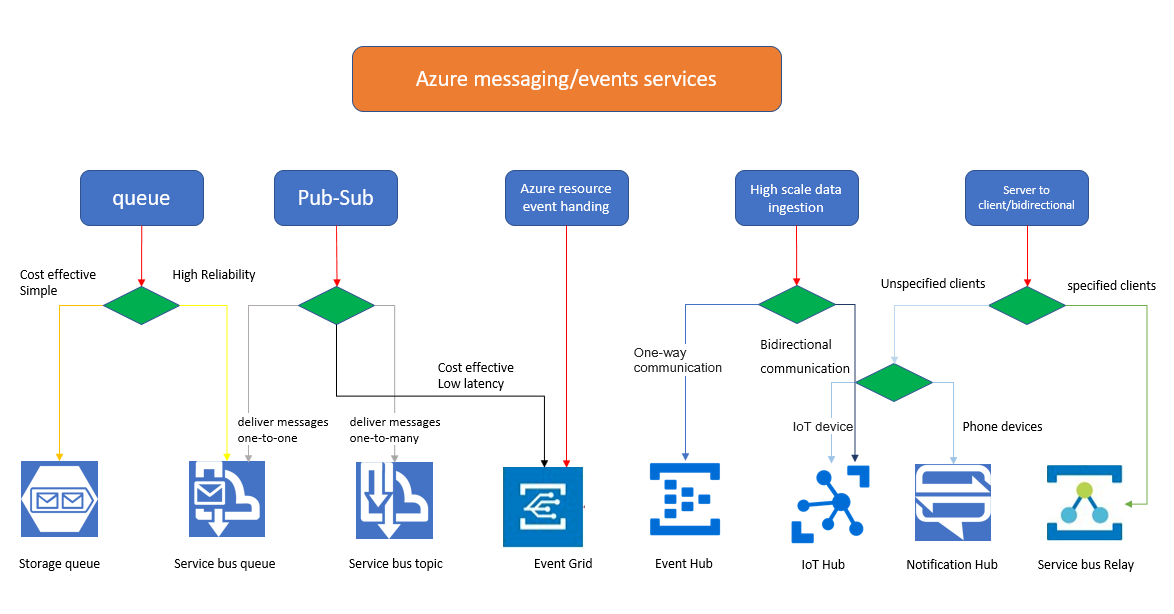 Azure messaging/events services
queue
Pub-Sub
Azure resource
event handing
High scale data
ingestion
Server to
client/bidirectional
Cost effective
Simple
High Reliability
Unspecified clients
specified clients
One-way
communication
Bidirectional
communication
Cost effective
Low latency
deliver messages
one-to-one
deliver messages
one-to-many
IoT device
Phone devices
Storage queue
Service bus queue
Service bus topic
Event Grid
Event Hub
IoT Hub
Notification Hub
Service bus Relay